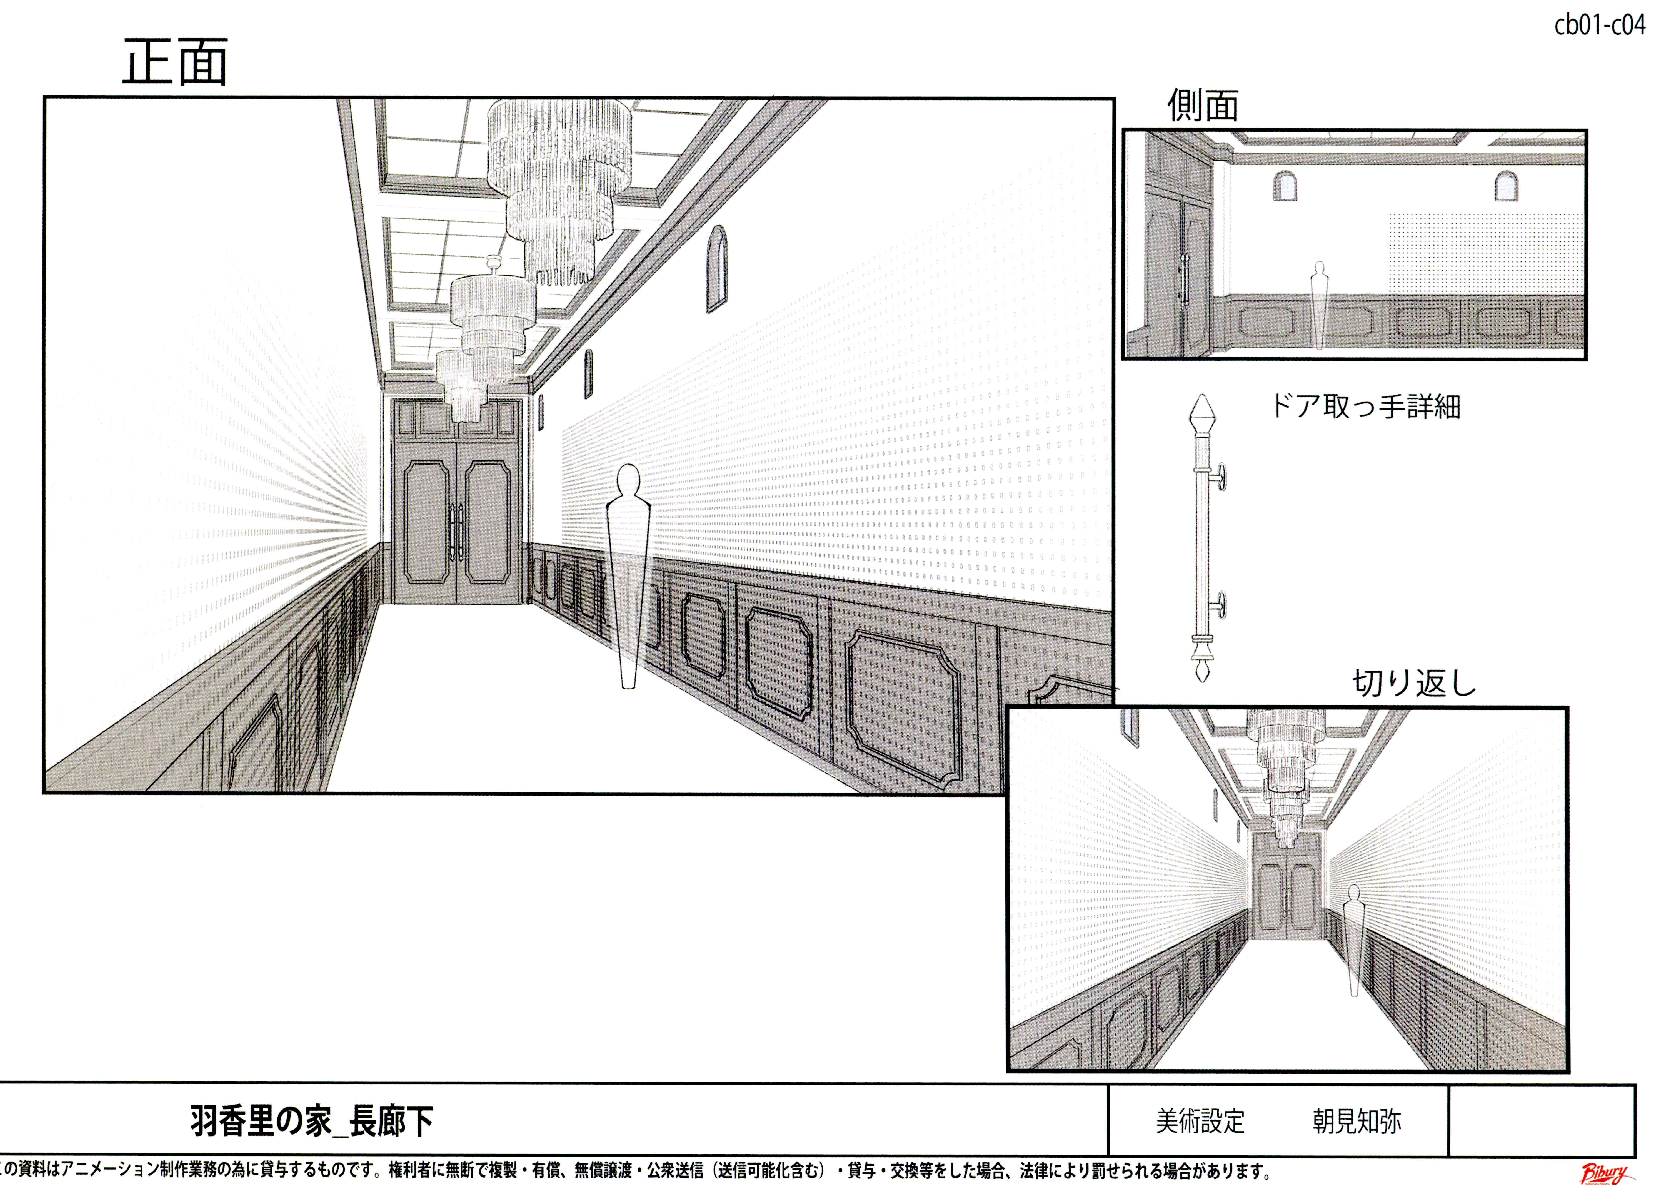 cb01-c04
正面
側面
ドア取っ手詳細
切り返し
羽香里の家_長廊下
美術設定 朝見知弥
この資料はアニメーション制作業務の為に貸与するものです。権利者に無断で複製・有償、無償譲渡・公衆送信（送信可能化含む）・貸与・交換等をした場合、法律により罰せられる場合があります。
Bibury